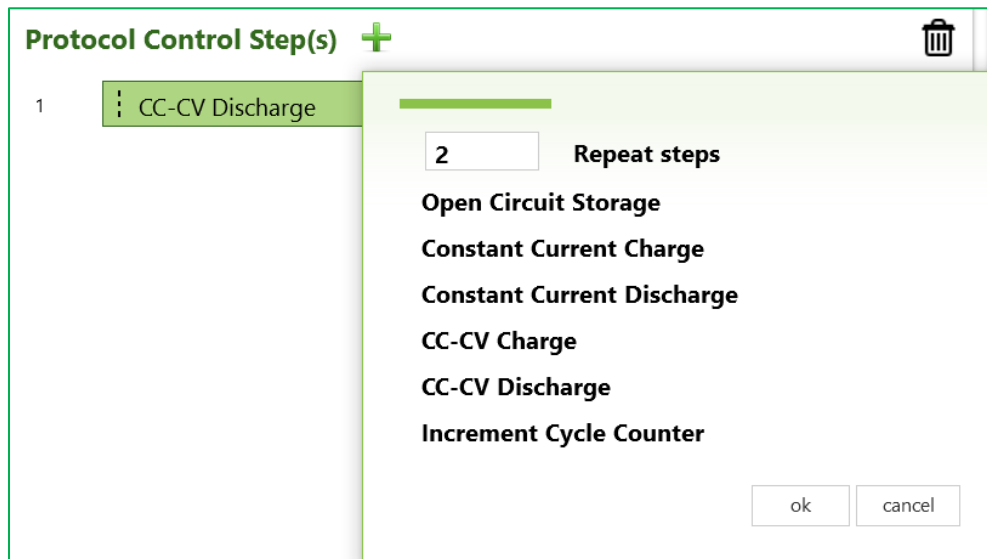 Protocol Control Step(s)
1 CC-CV Discharge
2 Repeat steps
Open Circuit Storage
Constant Current Charge
Constant Current Discharge
CC-CV Charge
CC-CV Discharge
Increment Cycle Counter
ok cancel